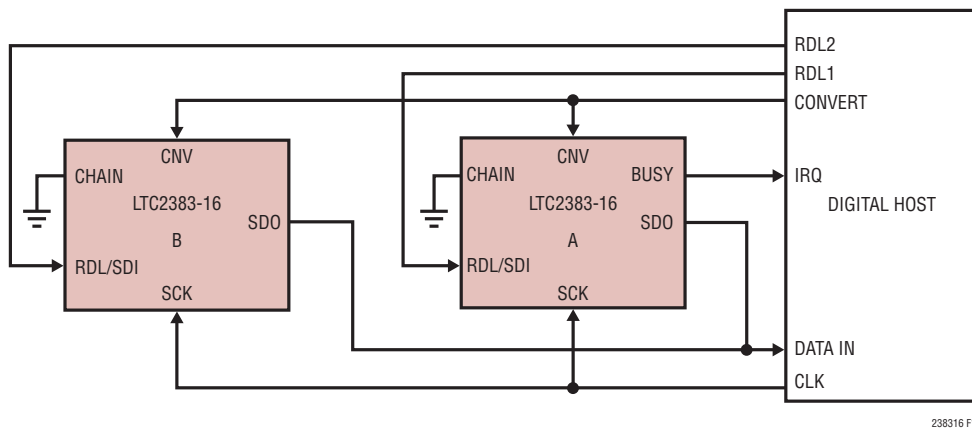 RDL2
RDL1
CONVERT
IRQ
DIGITAL HOST
DATA IN
CLK
CNV
CHAIN
LTC2383-16
SDO
B
RDL/SDI
SCK
CNV
CHAIN
BUSY
LTC2383-16
SDO
A
RDL/SDI
SCK
238316 F